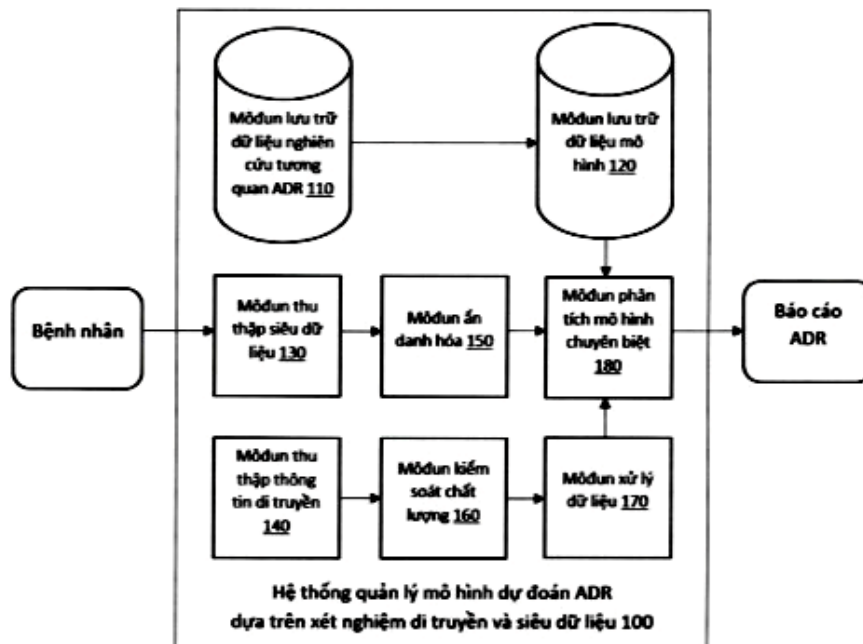 Môđun lưu trữ
dữ liệu nghiên
cứu tương
quan ADR 110
Môđun lưu trữ
dữ liệu mô
hình 120
Bệnh nhân
Môđun thu
thập siêu dữ
liệu 130
Môđun ẩn
danh hóa 150
Môđun phân
tích mô hình
chuyên biệt
180
Báo cáo
ADR
Môđun thu
thập thông
tin di truyền
140
Môđun kiểm
soát chất
lượng 160
Môđun xử lý
dữ liệu 170
Hệ thống quản lý mô hình dự đoán ADR
dựa trên xét nghiệm di truyền và siêu dữ liệu 100